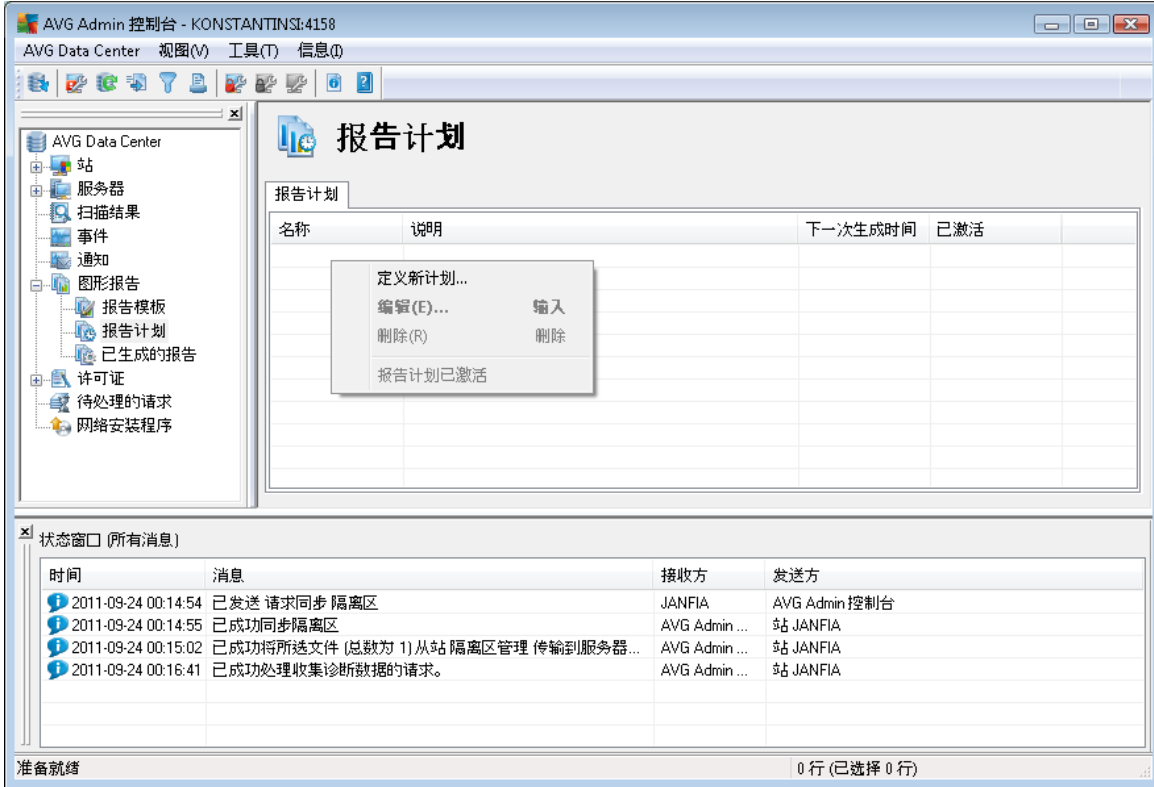 AVG Admin 控制台 - KONSTANTINSI:4158
AVG Data Center 视图(V) 工具(T) 信息(I)
AVG Data Center
站
服务器
扫描结果
事件
通知
图形报告
报告模板
报告计划
已生成的报告
许可证
待处理的请求
网络安装程序
报告计划
报告计划
名称 说明 下一次生成时间 已激活
定义新计划...
编辑(E)... 输入
删除(R) 删除
报告计划已激活
状态窗口 (所有消息)
时间 消息 接收方 发送方
2011-09-24 00:14:54 已发送 请求同步 隔离区 JANFIA AVG Admin 控制台
2011-09-24 00:14:55 已成功同步隔离区 AVG Admin ... 站 JANFIA
2011-09-24 00:15:02 已成功将所选文件 (总数为 1) 从站 隔离区管理 传输到服务器... AVG Admin ... 站 JANFIA
2011-09-24 00:16:41 已成功处理收集诊断数据的请求。 AVG Admin ... 站 JANFIA
准备就绪 0 行 (已选择 0 行)